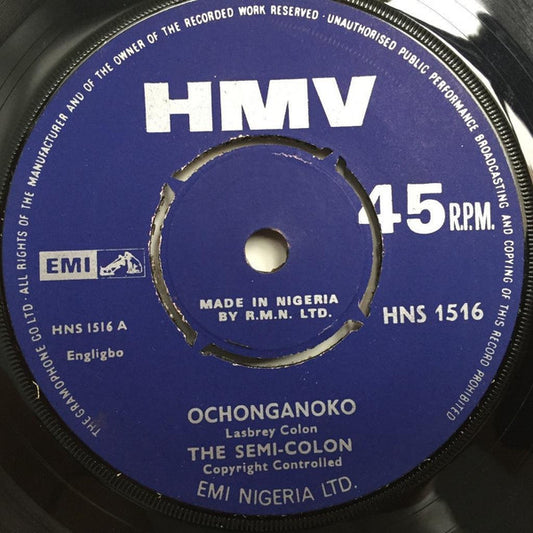 THE GRAMOPHONE CO LTD · ALL RIGHTS OF THE MANUFACTURER AND OF THE OWNER OF THE RECORDED WORK RESERVED · UNAUTHORISED PUBLIC PERFORMANCE BROADCASTING AND COPYING OF THIS RECORD PROHIBITED
HMV
45 R.P.M.
EMI
MADE IN NIGERIA
BY R.M.N. LTD.
HNS 1516
HNS 1516 A
Engligbo
OCHONGANOKO
Lasbrey Colon
THE SEMI-COLON
Copyright Controlled
EMI NIGERIA LTD.